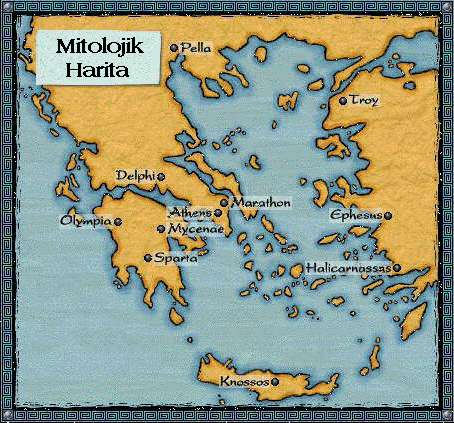 Mitolojik
Harita
Pella
Troy
Delphi
Marathon
Athens
Olympia
Mycenae
Ephesus
Sparta
Halicarnassas
Knossos